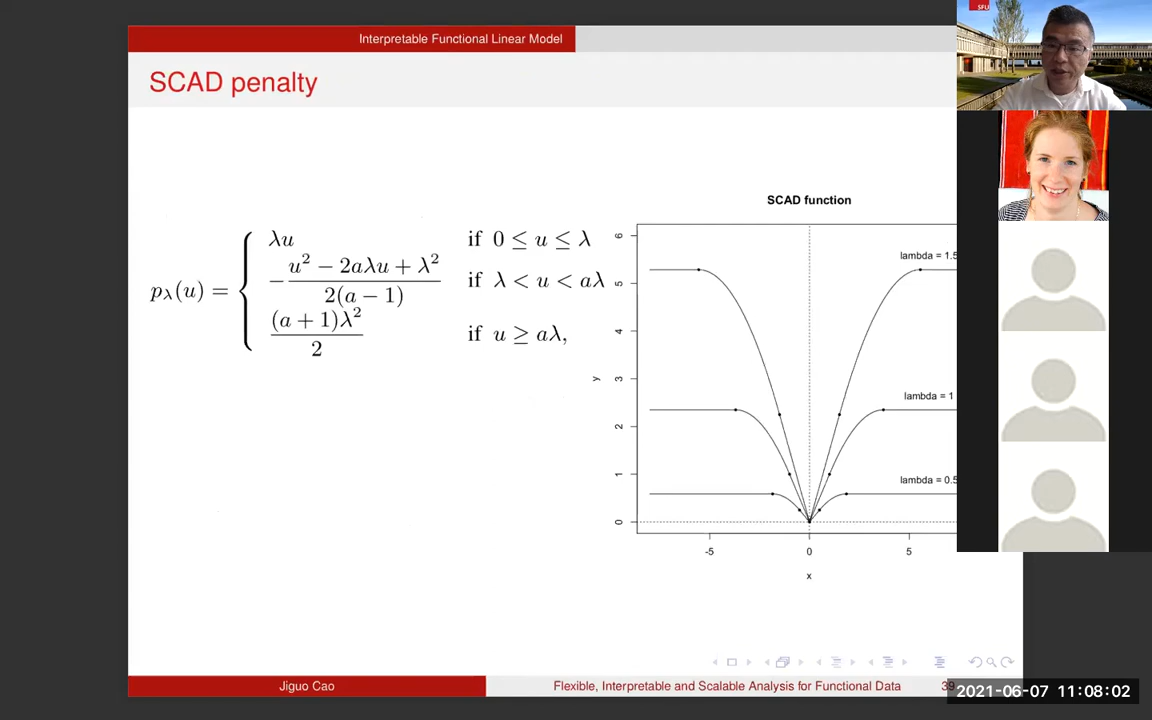 Interpretable Functional Linear Model
SFU
SCAD penalty
SCAD function
pλ(u) = { λu if 0 ≤ u ≤ λ
−(u² − 2aλu + λ²)/(2(a − 1)) if λ < u < aλ
(a + 1)λ²/2 if u ≥ aλ,
6
5
4
3
2
1
0
y
lambda = 1.5
lambda = 1
lambda = 0.5
-5 0 5
x
Jiguo Cao
Flexible, Interpretable and Scalable Analysis for Functional Data
39
2021-06-07 11:08:02